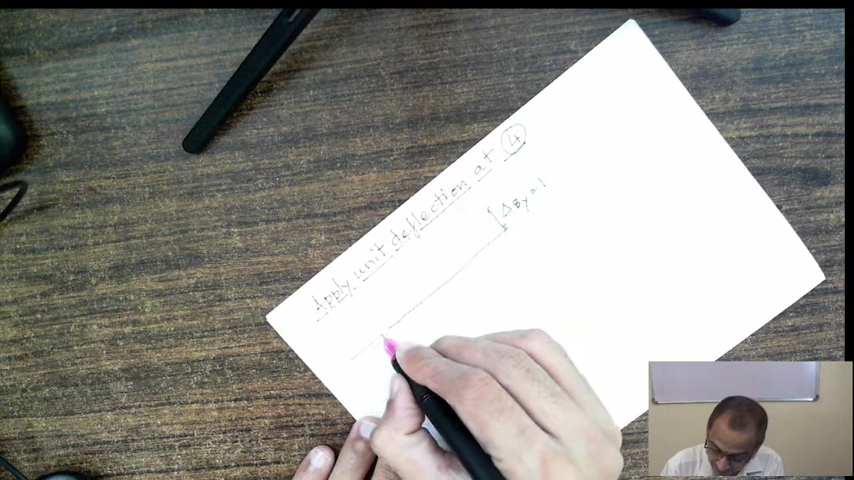 Apply unit deflection at 4
ΔBy = 1